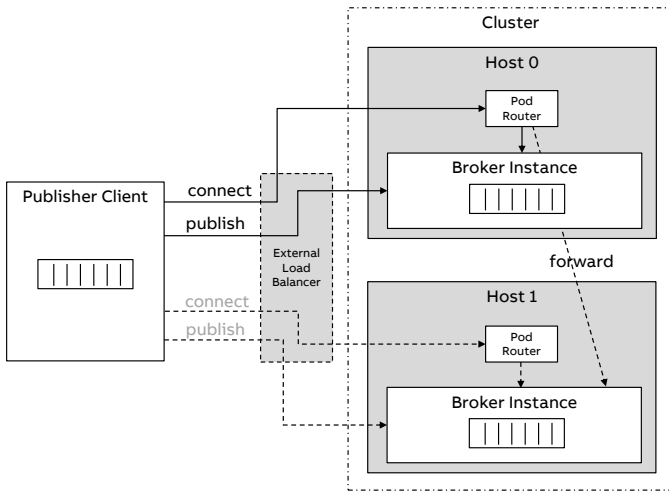 Cluster
Host 0
Pod
Router
Broker Instance
Publisher Client
connect
publish
External
Load
Balancer
forward
connect
publish
Host 1
Pod
Router
Broker Instance